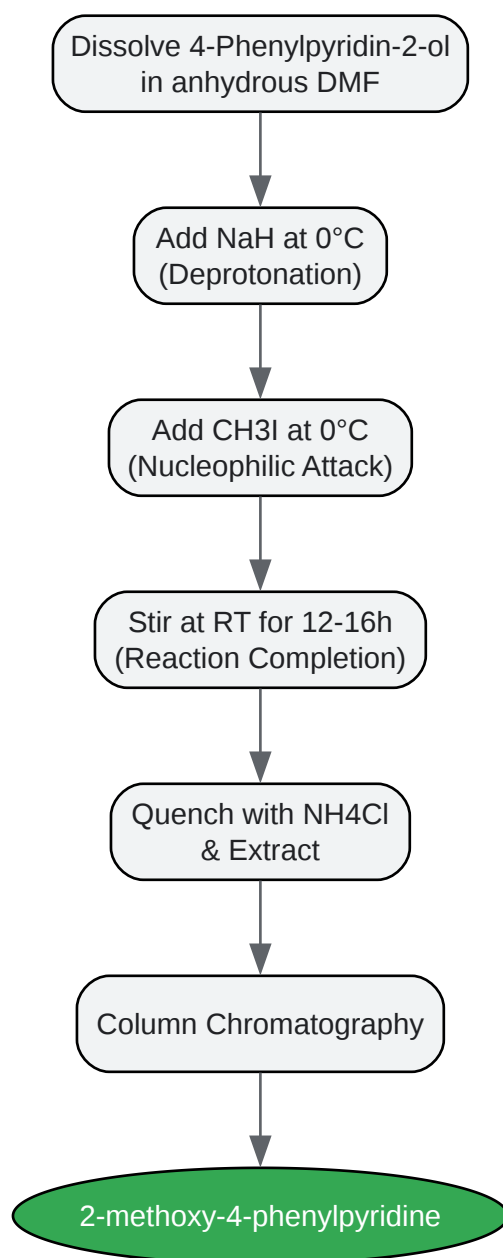 Dissolve 4-Phenylpyridin-2-ol
in anhydrous DMF
Add NaH at 0°C
(Deprotonation)
Add CH3I at 0°C
(Nucleophilic Attack)
Stir at RT for 12-16h
(Reaction Completion)
Quench with NH4Cl
& Extract
Column Chromatography
2-methoxy-4-phenylpyridine